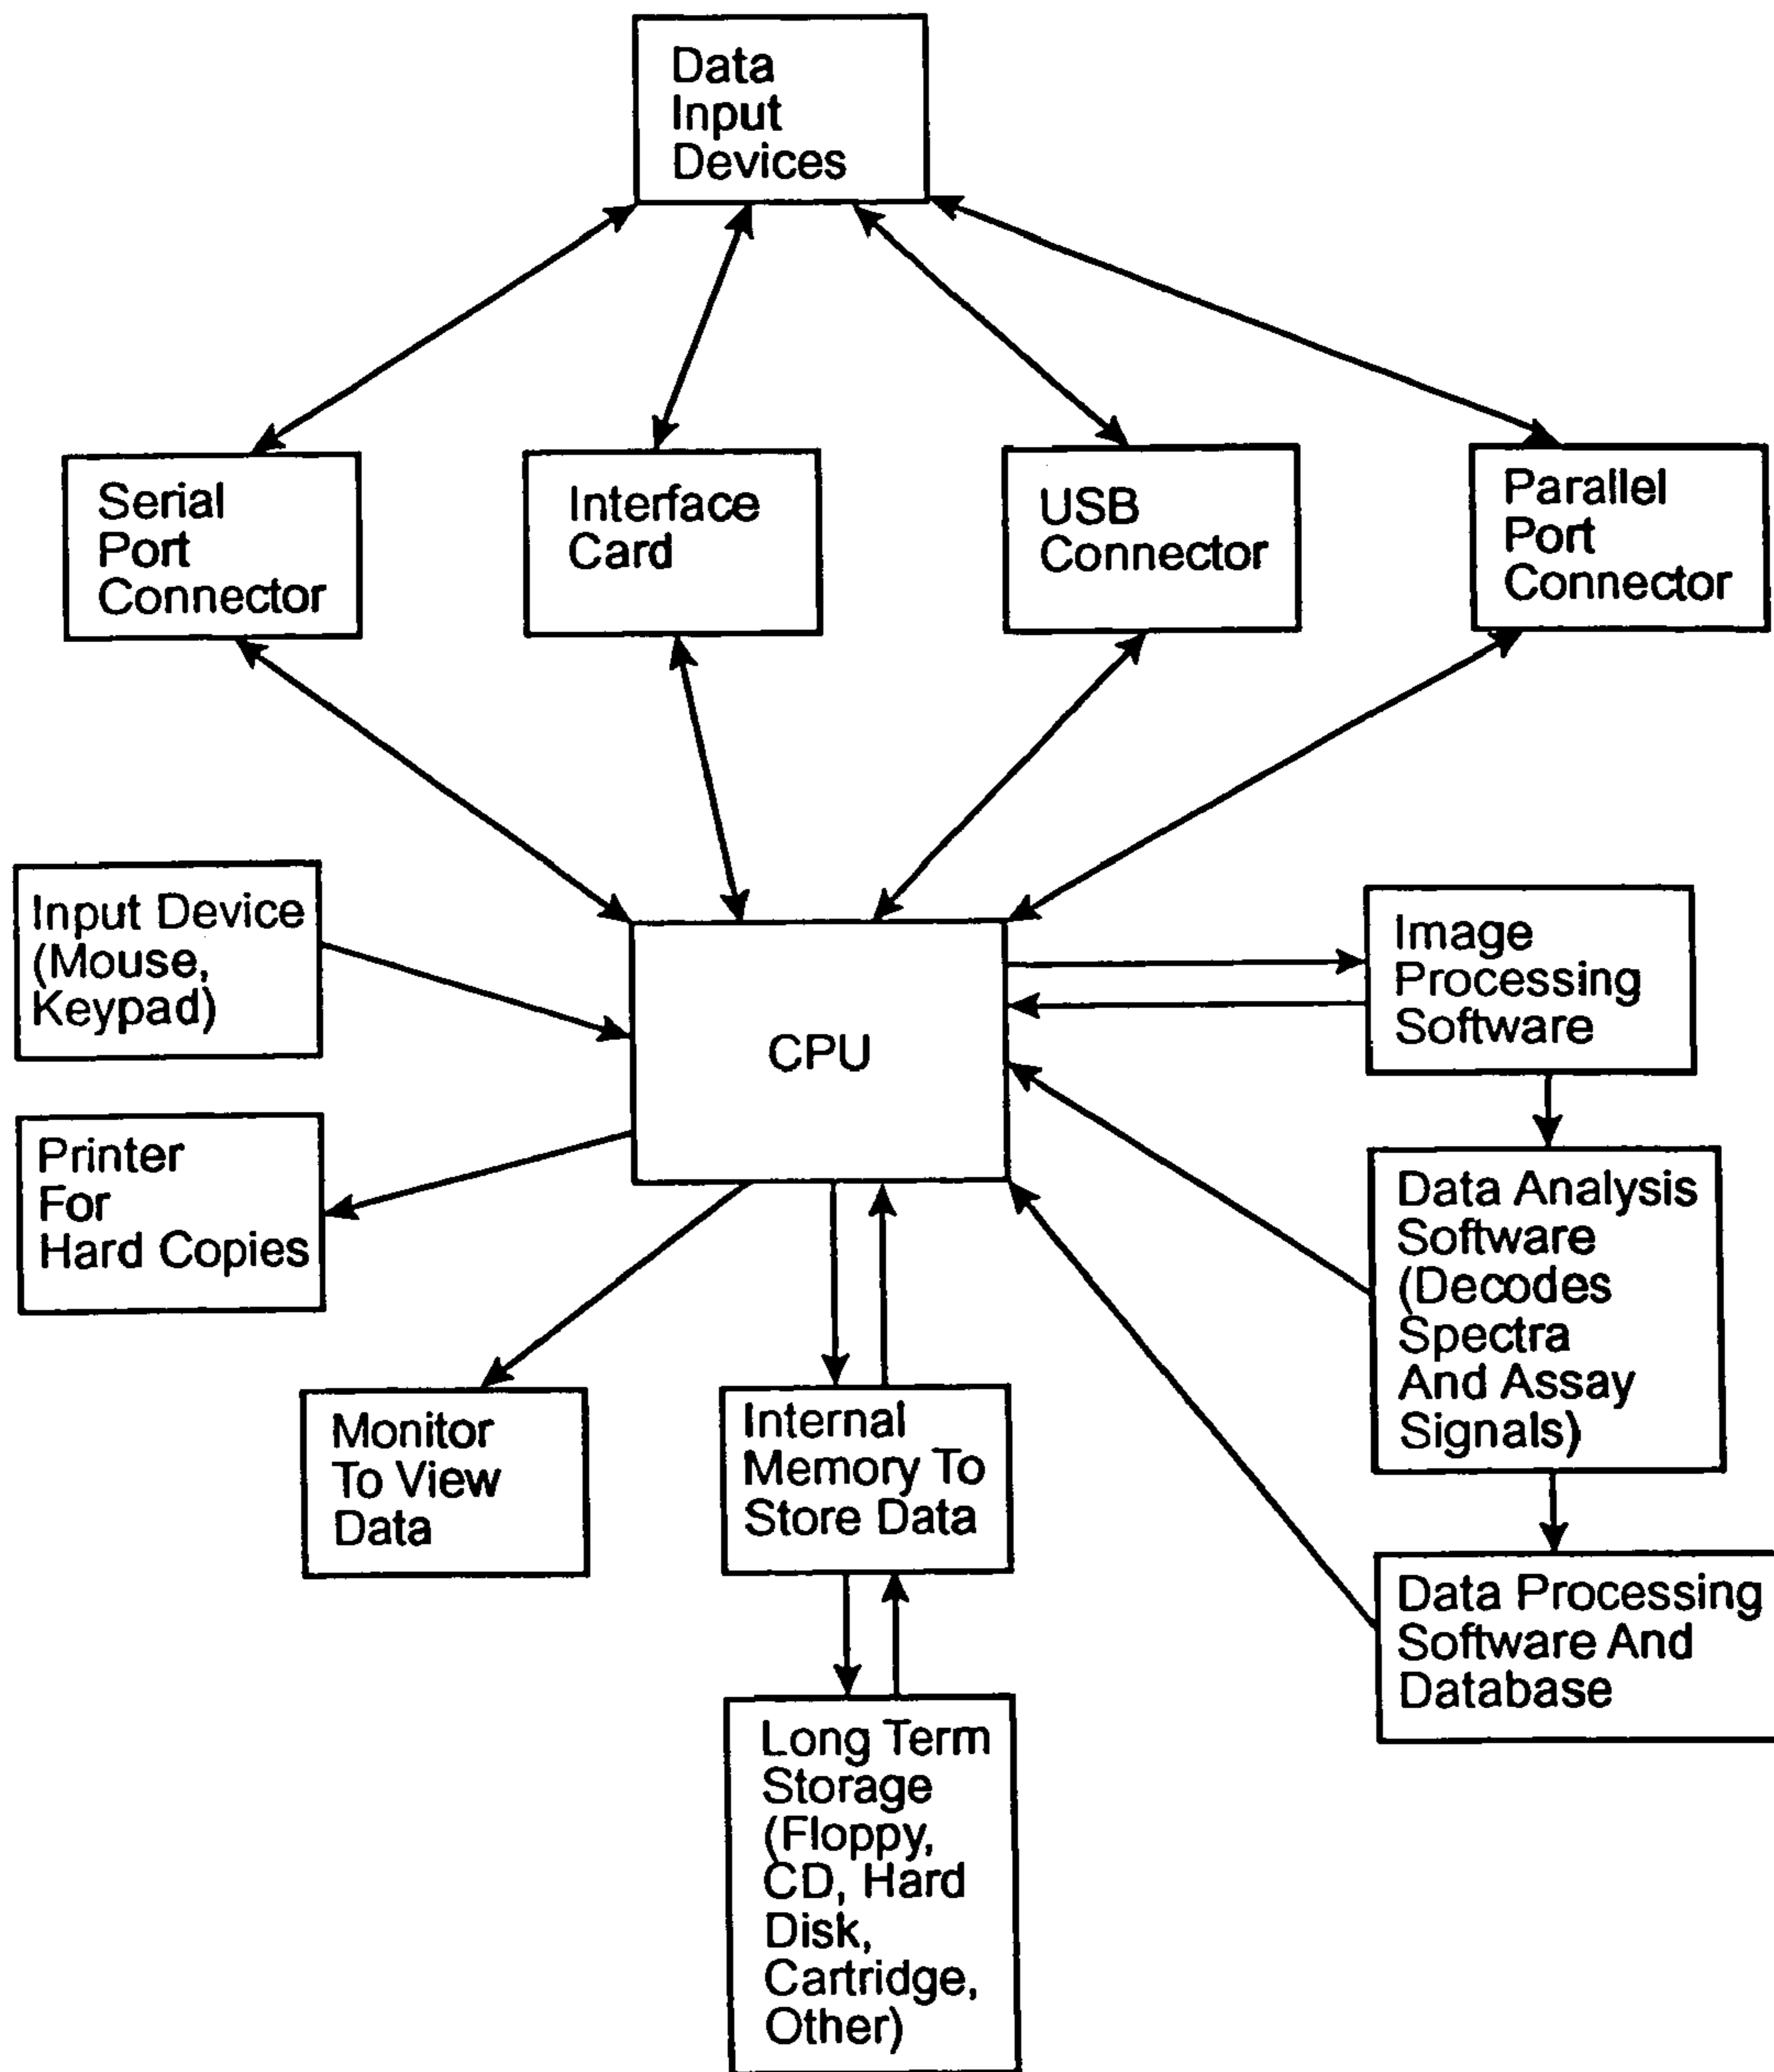 Data
Input
Devices
Serial
Port
Connector
Interface
Card
USB
Connector
Parallel
Port
Connector
Input Device
(Mouse,
Keypad)
CPU
Image
Processing
Software
Printer
For
Hard Copies
Data Analysis
Software
(Decodes
Spectra
And Assay
Signals)
Monitor
To View
Data
Internal
Memory To
Store Data
Data Processing
Software And
Database
Long Term
Storage
(Floppy,
CD, Hard
Disk,
Cartridge,
Other)